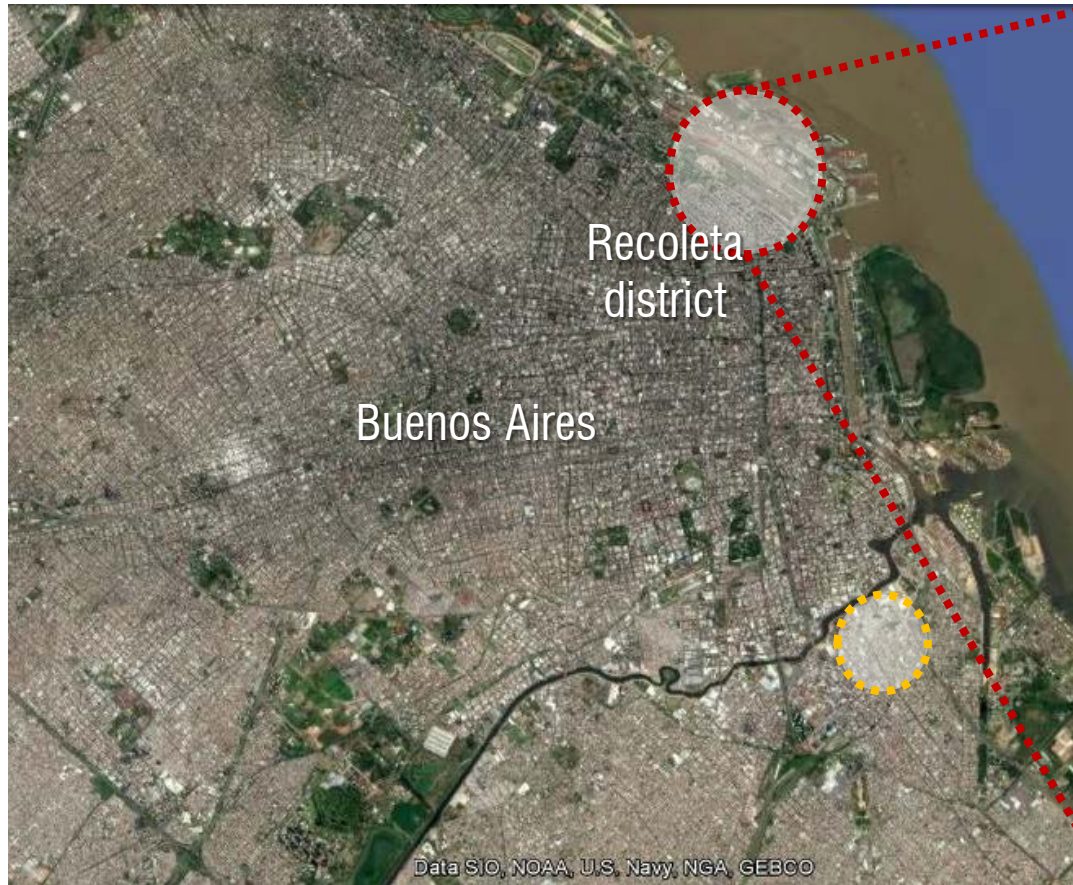 Recoleta
district
Buenos Aires
Data SIO, NOAA, U.S. Navy, NGA, GEBCO